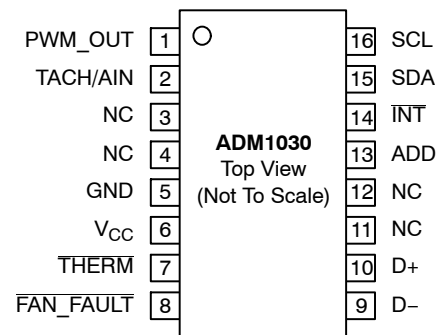 PWM_OUT 1 16 SCL
TACH/AIN 2 15 SDA
NC 3 14 INT
NC 4 ADM1030 13 ADD
Top View
GND 5 (Not To Scale) 12 NC
VCC 6 11 NC
THERM 7 10 D+
FAN_FAULT 8 9 D−